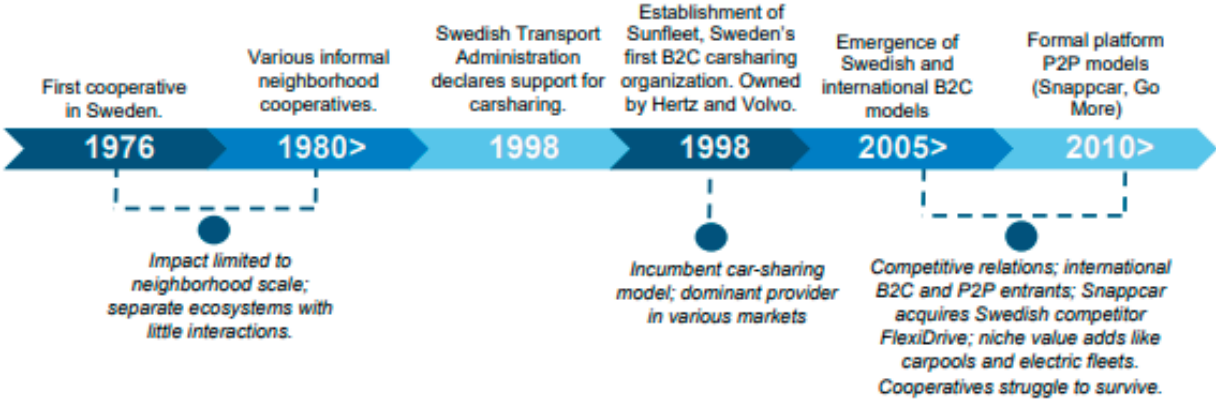 First cooperative
in Sweden.
Various informal
neighborhood
cooperatives.
Swedish Transport
Administration
declares support for
carsharing.
Establishment of
Sunfleet, Sweden's
first B2C carsharing
organization. Owned
by Hertz and Volvo.
Emergence of
Swedish and
international B2C
models
Formal platform
P2P models
(Snappcar, Go
More)
1976
1980>
1998
1998
2005>
2010>
Impact limited to
neighborhood scale;
separate ecosystems with
little interactions.
Incumbent car-sharing
model; dominant provider
in various markets
Competitive relations; international
B2C and P2P entrants; Snappcar
acquires Swedish competitor
FlexiDrive; niche value adds like
carpools and electric fleets.
Cooperatives struggle to survive.